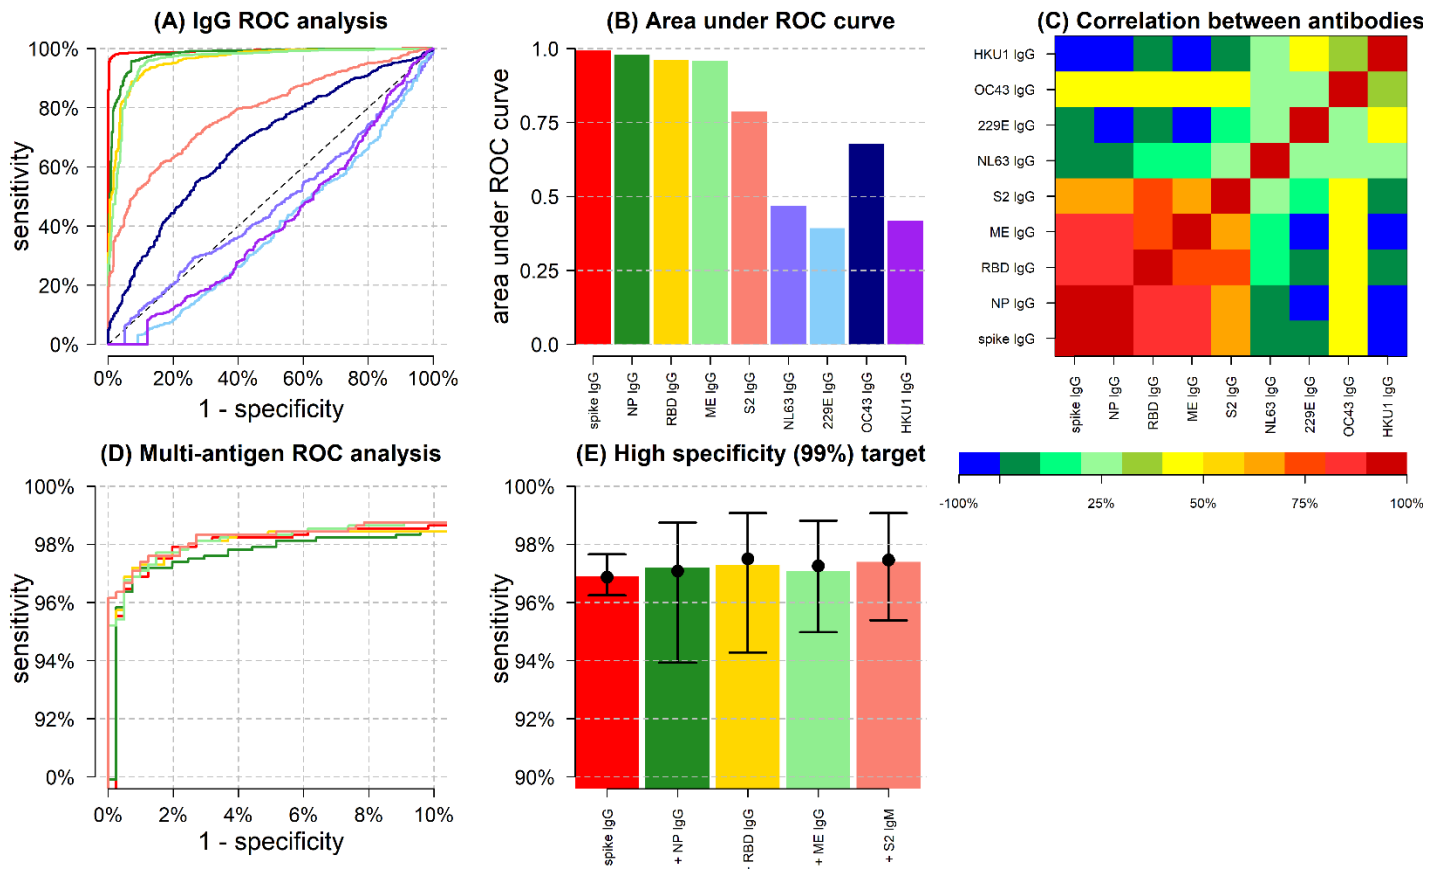 (A) IgG ROC analysis
100%
80%
60%
40%
20%
0%
sensitivity
0% 20% 40% 60% 80% 100%
1 - specificity
(B) Area under ROC curve
1.0
0.75
0.5
0.25
0.0
area under ROC curve
spike IgG
NP IgG
RBD IgG
ME IgG
S2 IgG
NL63 IgG
229E IgG
OC43 IgG
HKU1 IgG
(C) Correlation between antibodies
HKU1 IgG
OC43 IgG
229E IgG
NL63 IgG
S2 IgG
ME IgG
RBD IgG
NP IgG
spike IgG
spike IgG
NP IgG
RBD IgG
ME IgG
S2 IgG
NL63 IgG
229E IgG
OC43 IgG
HKU1 IgG
-100% 25% 50% 75% 100%
(D) Multi-antigen ROC analysis
100%
98%
96%
94%
92%
0%
sensitivity
0% 2% 4% 6% 8% 10%
1 - specificity
(E) High specificity (99%) target
100%
98%
96%
94%
92%
90%
sensitivity
spike IgG
+ NP IgG
- RBD IgG
+ ME IgG
+ S2 IgM